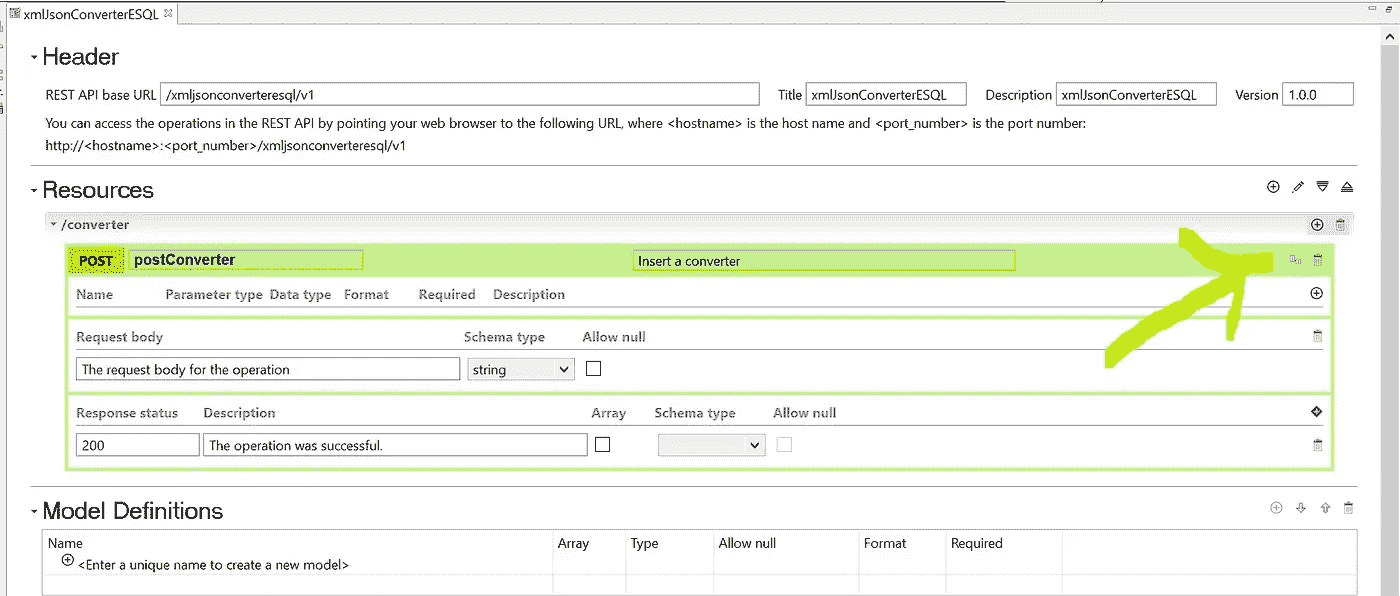 xmlJsonConverterESQL
Header
REST API base URL /xmljsonconverteresql/v1 Title xmlJsonConverterESQL Description xmlJsonConverterESQL Version 1.0.0
You can access the operations in the REST API by pointing your web browser to the following URL, where <hostname> is the host name and <port_number> is the port number:
http://<hostname>:<port_number>/xmljsonconverteresql/v1
Resources
/converter
POST postConverter Insert a converter
Name Parameter type Data type Format Required Description
Request body Schema type Allow null
The request body for the operation string
Response status Description Array Schema type Allow null
200 The operation was successful.
Model Definitions
Name Array Type Allow null Format Required
<Enter a unique name to create a new model>